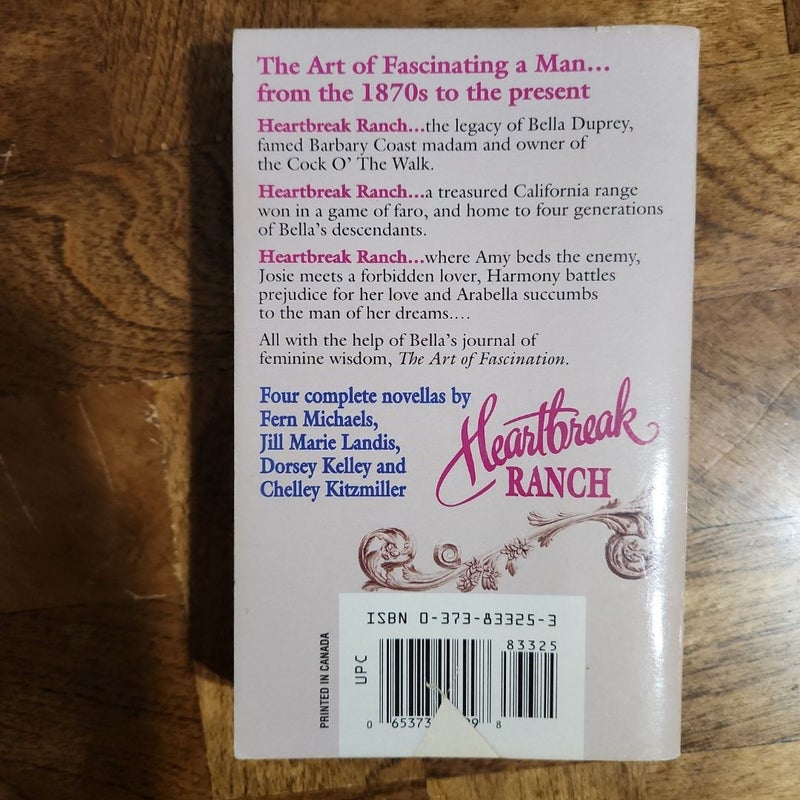 The Art of Fascinating a Man...
from the 1870s to the present
Heartbreak Ranch...the legacy of Bella Duprey,
famed Barbary Coast madam and owner of
the Cock O' The Walk.
Heartbreak Ranch...a treasured California range
won in a game of faro, and home to four generations
of Bella's descendants.
Heartbreak Ranch...where Amy beds the enemy,
Josie meets a forbidden lover, Harmony battles
prejudice for her love and Arabella succumbs
to the man of her dreams....
All with the help of Bella's journal of
feminine wisdom, The Art of Fascination.
Four complete novellas by
Fern Michaels,
Jill Marie Landis,
Dorsey Kelley and
Chelley Kitzmiller
Heartbreak
RANCH
PRINTED IN CANADA
ISBN 0-373-83325-3
83325
UPC
0 65373 9 8